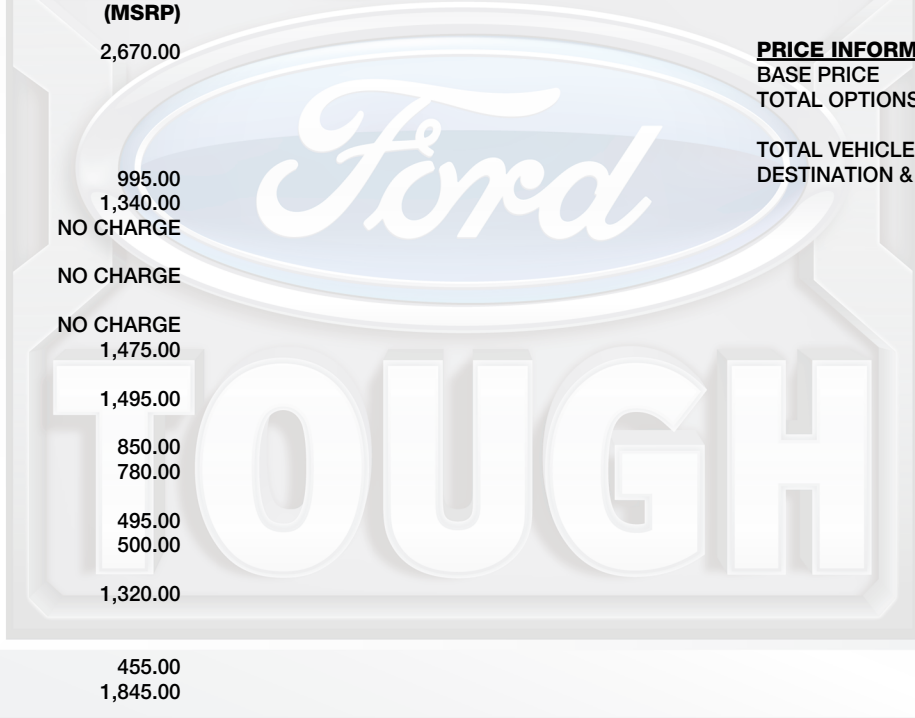 (MSRP)
2,670.00
995.00
1,340.00
NO CHARGE
NO CHARGE
NO CHARGE
1,475.00
1,495.00
850.00
780.00
495.00
500.00
1,320.00
455.00
1,845.00
PRICE INFORM
BASE PRICE
TOTAL OPTIONS
TOTAL VEHICLE
DESTINATION &
Ford
TOUGH